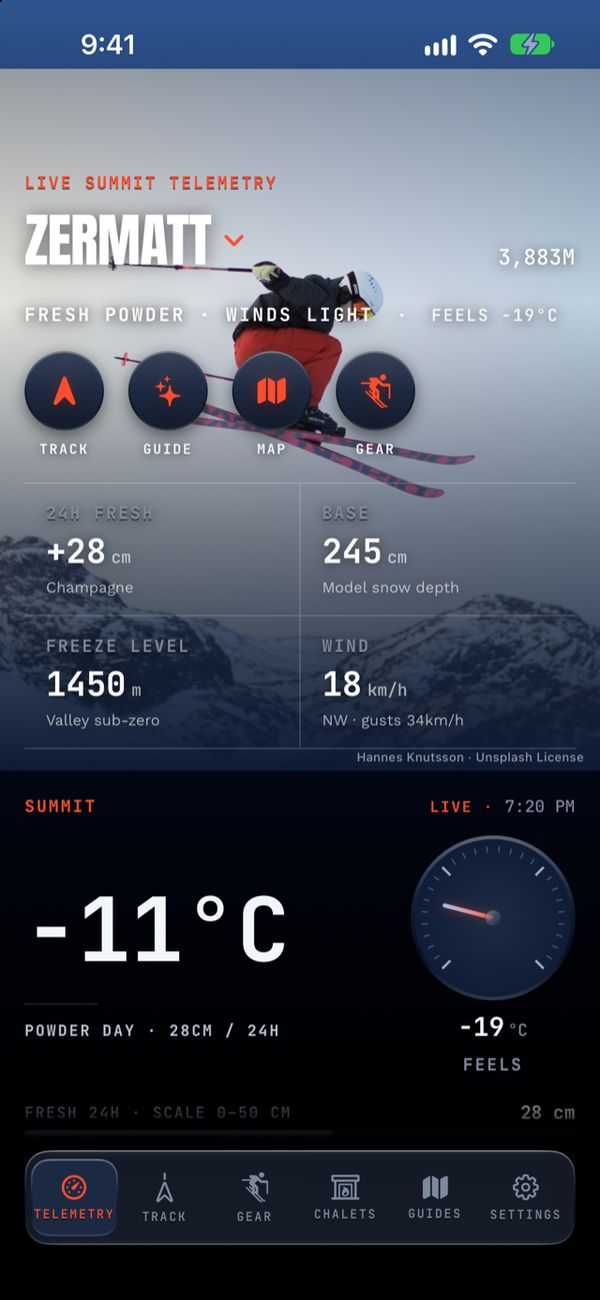 9:41
LIVE SUMMIT TELEMETRY
ZERMATT
3,883M
FRESH POWDER · WINDS LIGHT · FEELS -19°C
TRACK GUIDE MAP GEAR
24H FRESH
+28 cm
Champagne
BASE
245 cm
Model snow depth
FREEZE LEVEL
1450 m
Valley sub-zero
WIND
18 km/h
NW · gusts 34km/h
Hannes Knutsson · Unsplash License
SUMMIT
LIVE · 7:20 PM
-11°C
POWDER DAY · 28CM / 24H
-19 °C
FEELS
FRESH 24H · SCALE 0-50 CM
28 cm
TELEMETRY TRACK GEAR CHALETS GUIDES SETTINGS